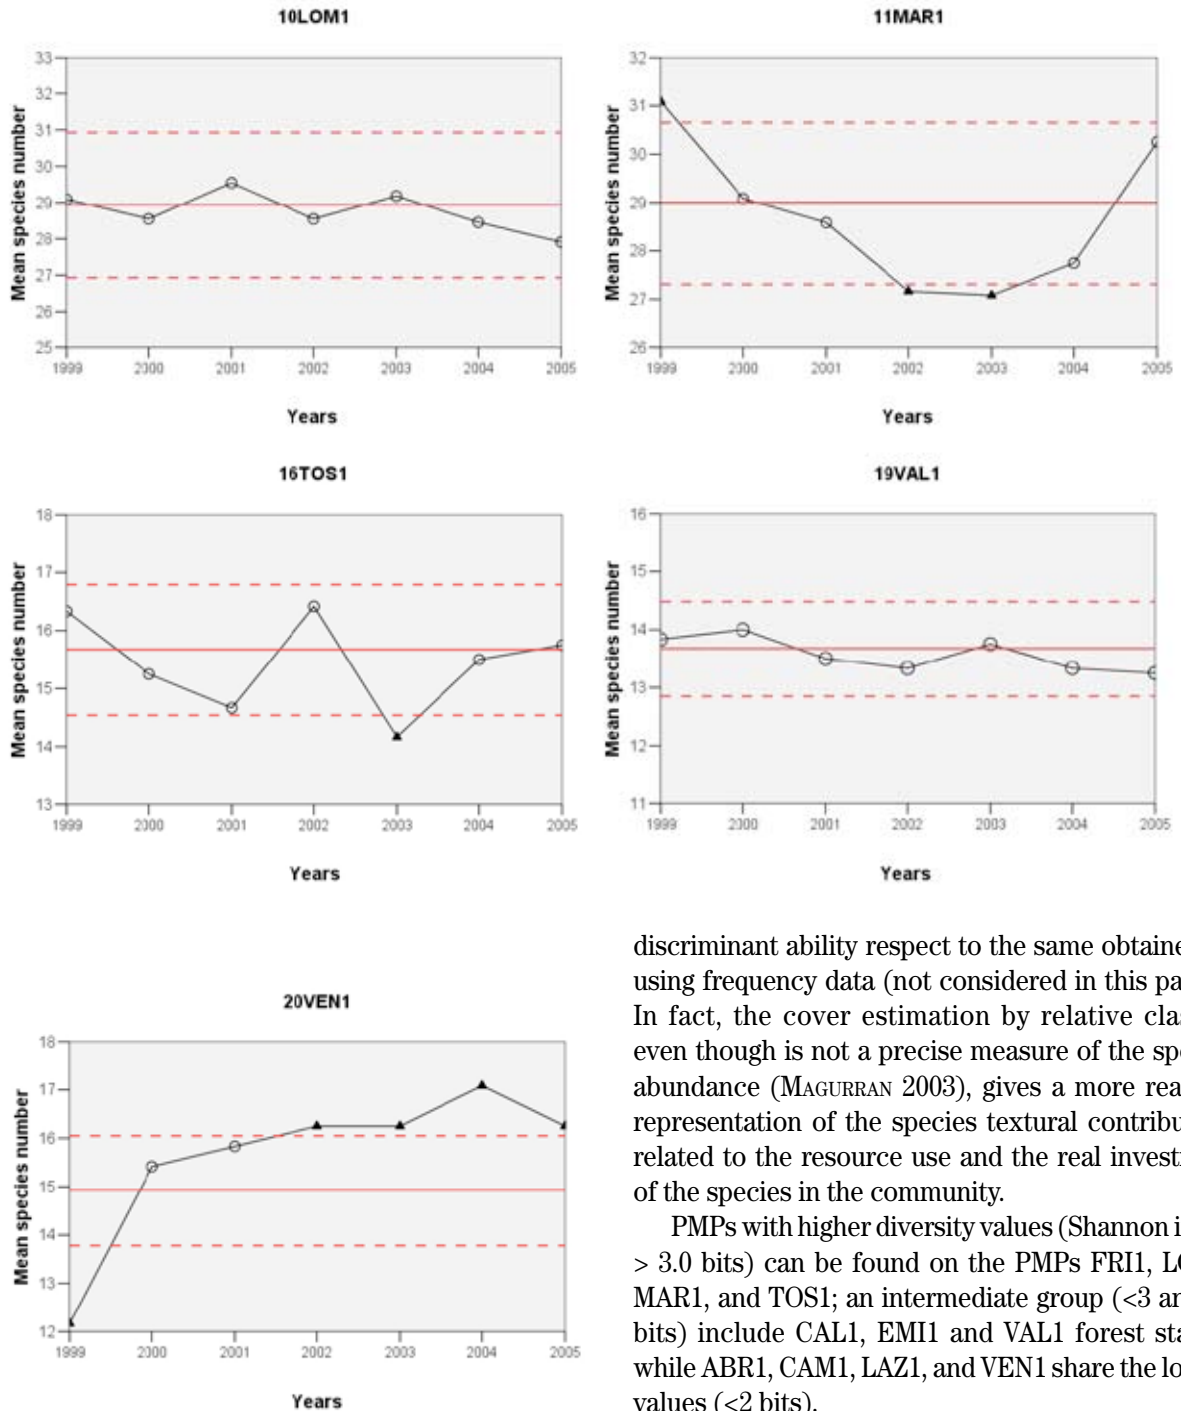 10LOM1
Mean species number
33
32
31
30
29
28
27
26
25
1999 2000 2001 2002 2003 2004 2005
Years
11MAR1
Mean species number
32
31
30
29
28
27
26
1999 2000 2001 2002 2003 2004 2005
Years
16TOS1
Mean species number
18
17
16
15
14
13
1999 2000 2001 2002 2003 2004 2005
Years
19VAL1
Mean species number
16
15
14
13
12
11
1999 2000 2001 2002 2003 2004 2005
Years
20VEN1
Mean species number
18
17
16
15
14
13
12
1999 2000 2001 2002 2003 2004 2005
Years
discriminant ability respect to the same obtaine
using frequency data (not considered in this pa
In fact, the cover estimation by relative clas
even though is not a precise measure of the spe
abundance (MAGURRAN 2003), gives a more rea
representation of the species textural contribu
related to the resource use and the real investi
of the species in the community.
PMPs with higher diversity values (Shannon i
> 3.0 bits) can be found on the PMPs FRI1, LO
MAR1, and TOS1; an intermediate group (<3 an
bits) include CAL1, EMI1 and VAL1 forest sta
while ABR1, CAM1, LAZ1, and VEN1 share the lo
values (<2 bits).